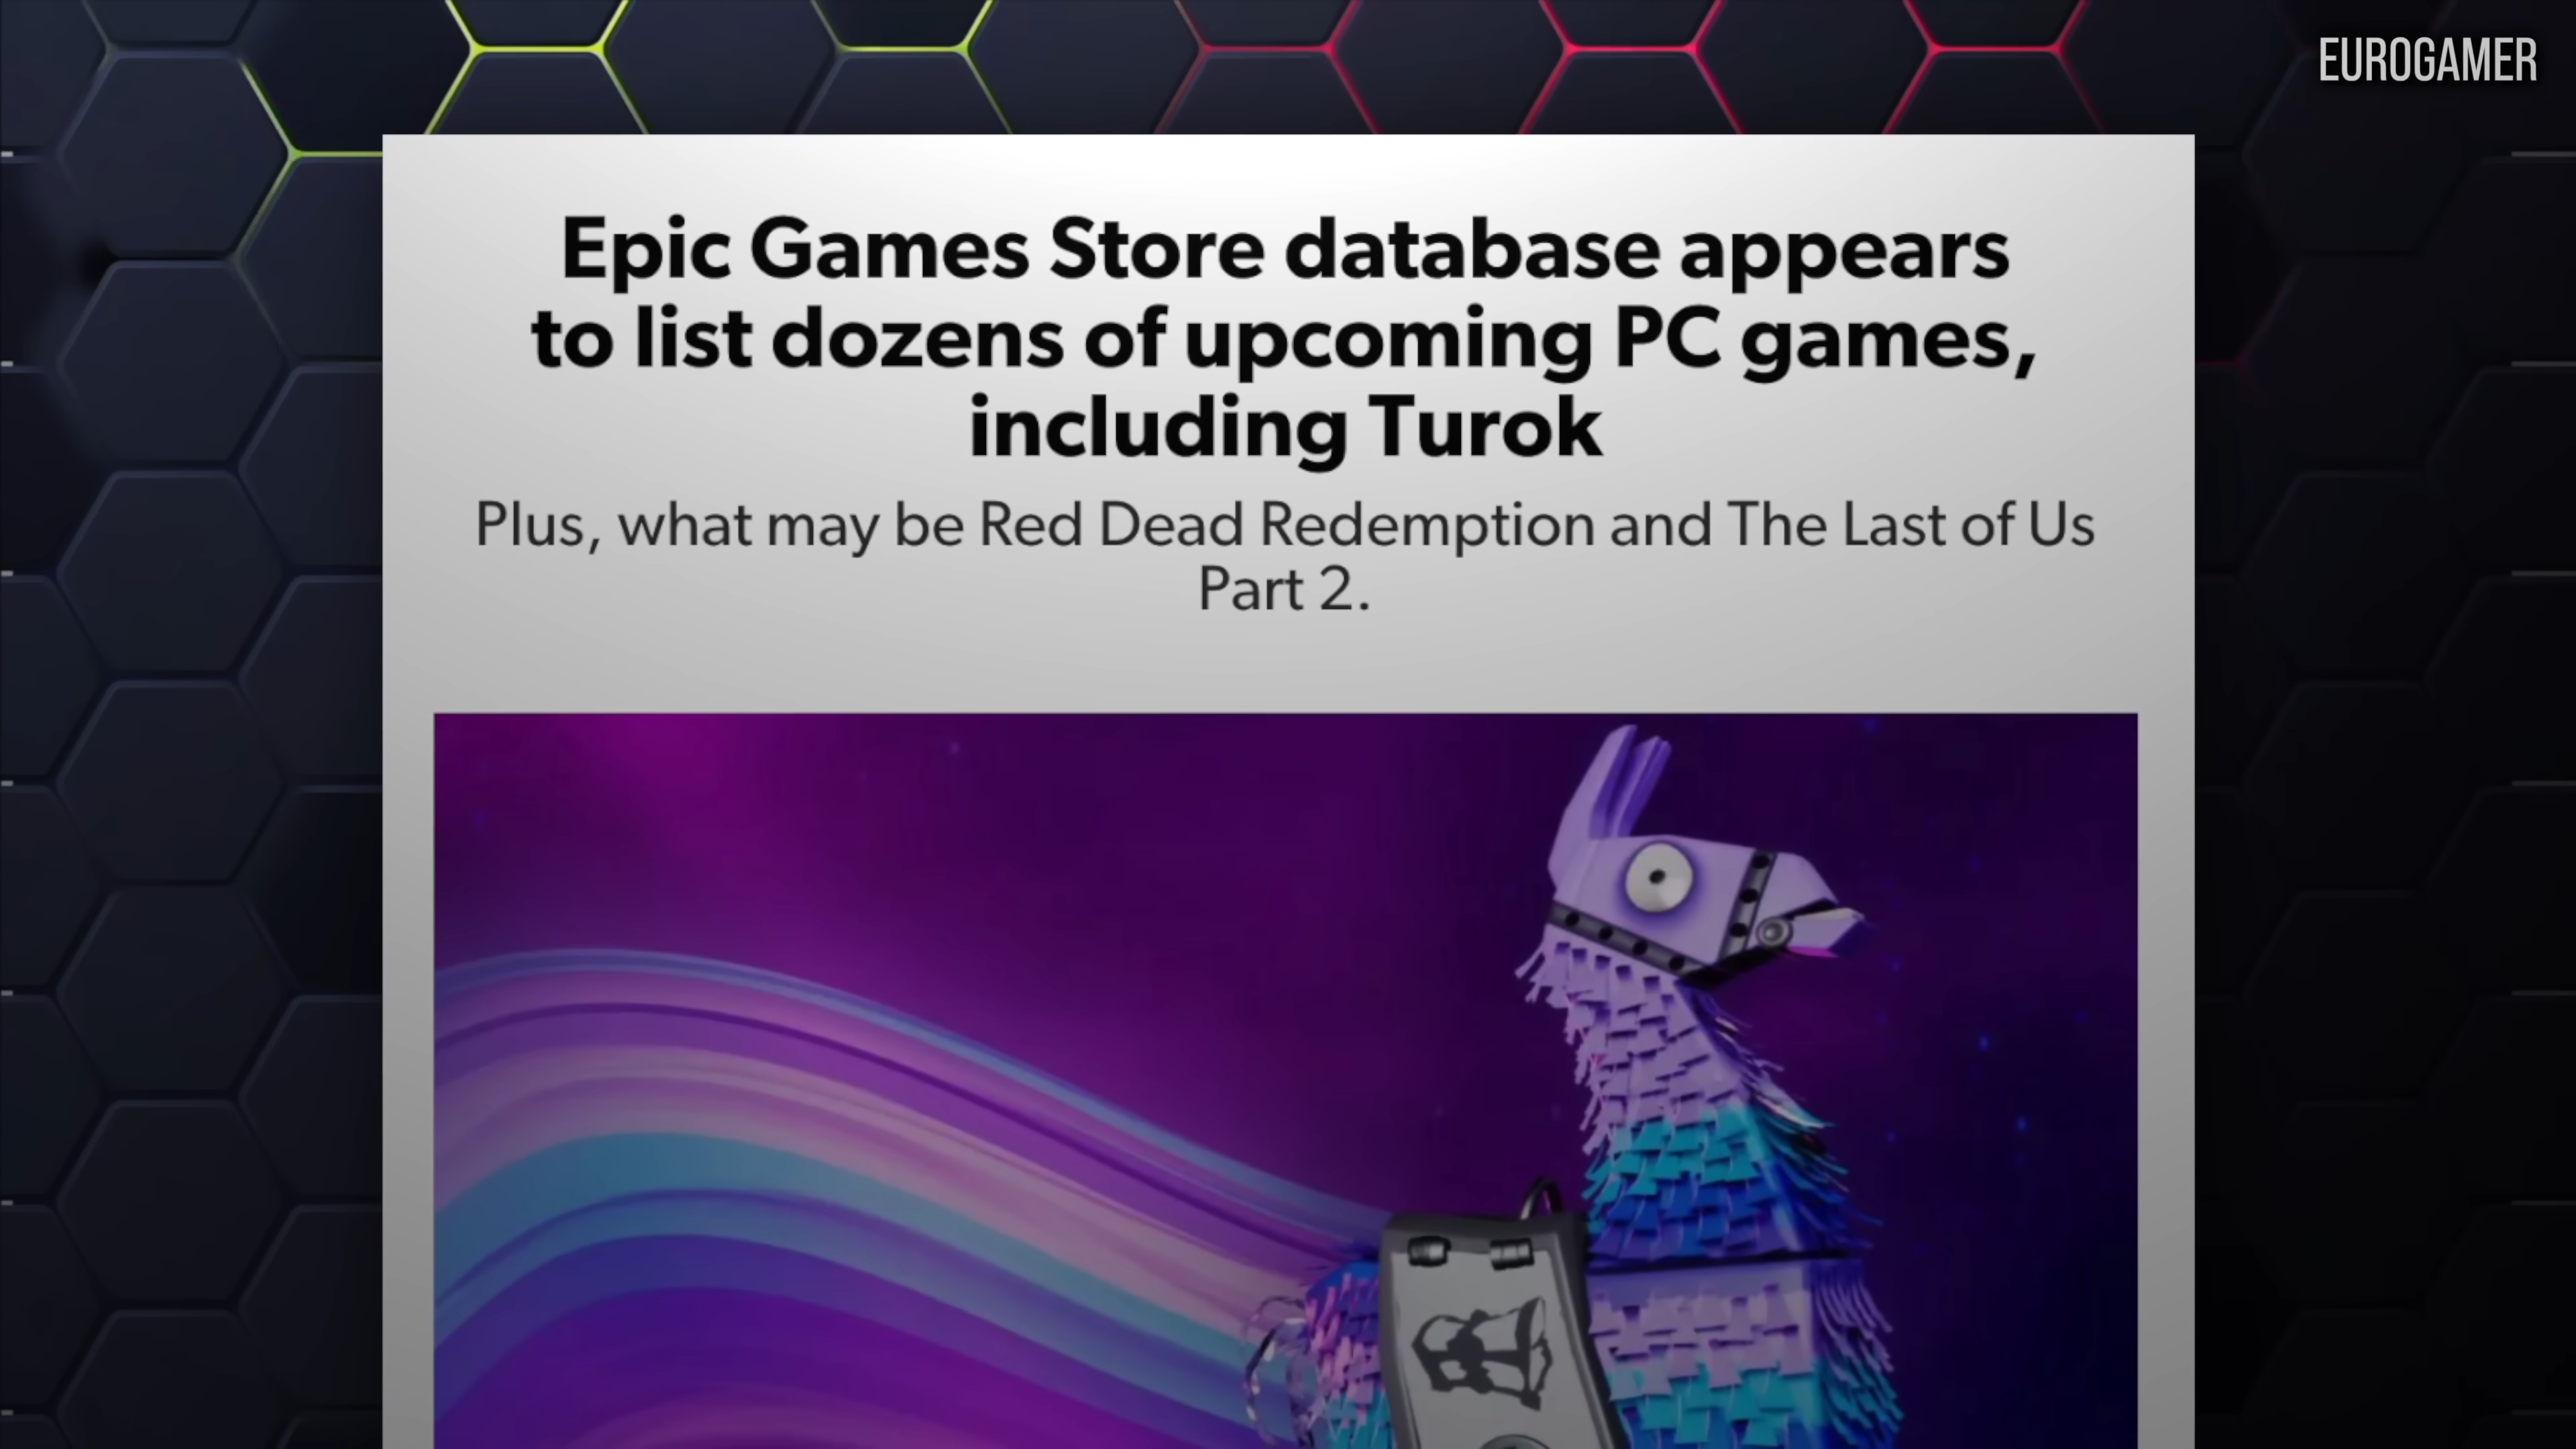 EUROGAMER
Epic Games Store database appears
to list dozens of upcoming PC games,
including Turok
Plus, what may be Red Dead Redemption and The Last of Us
Part 2.